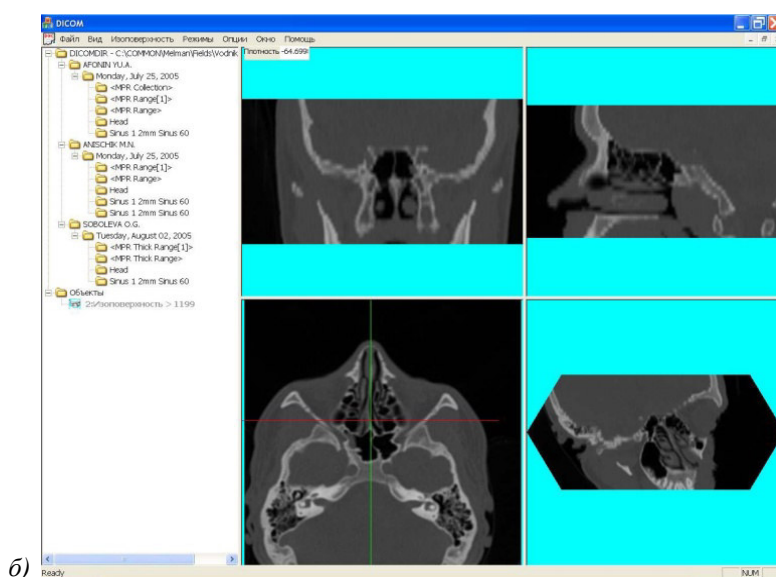 DICOM
Файл Вид Изоповерхность Режимы Опции Окно Помощь
DICOMDIR - C:\COMMON\Melman\Fields\Vodnik
AFONIN YU.A.
Monday, July 25, 2005
<MPR Collection>
<MPR Range[1]>
<MPR Range>
Head
Sinus 1 2mm Sinus 60
ANISCHIK M.N.
Monday, July 25, 2005
<MPR Range[1]>
<MPR Range>
Head
Sinus 1 2mm Sinus 60
Sinus 1 2mm Sinus 60
SOBOLEVA O.G.
Tuesday, August 02, 2005
<MPR Thick Range[1]>
<MPR Thick Range>
Head
Sinus 1 2mm Sinus 60
Объекты
2:Изоповерхность > 1199
Плотность -64.699
б)
Ready
NUM